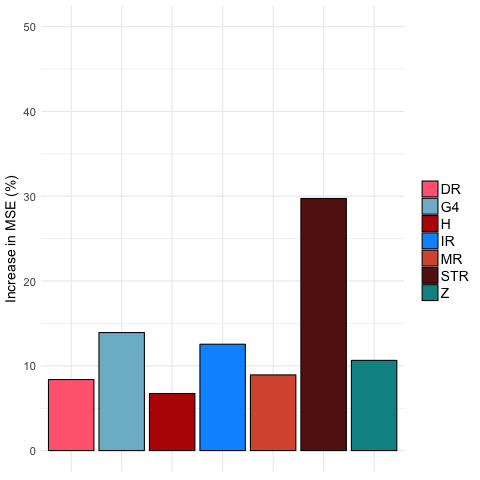 50
40
30
20
10
0
Increase in MSE (%)
DR
G4
H
IR
MR
STR
Z